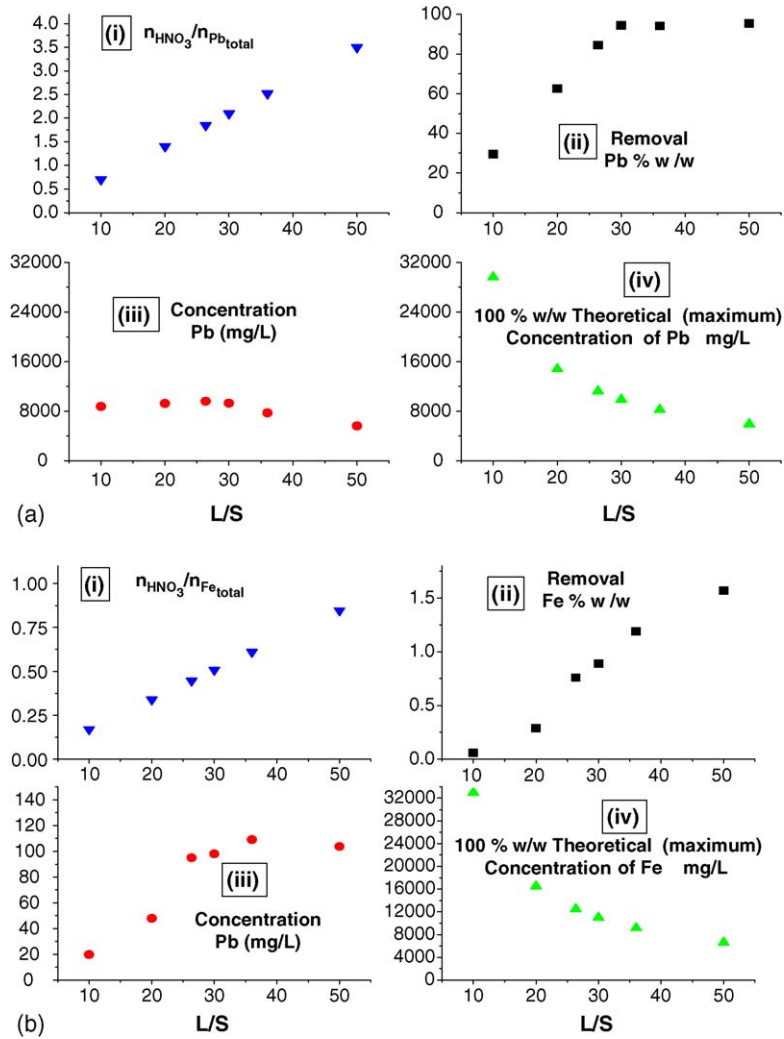 (i) nHNO3/nPbtotal
4.0
3.5
3.0
2.5
2.0
1.5
1.0
0.5
0.0
10 20 30 40 50
100
80
60
40
20
0
(ii) Removal
Pb % w /w
10 20 30 40 50
32000
24000
16000
8000
0
(iii) Concentration
Pb (mg/L)
10 20 30 40 50
L/S
32000
24000
16000
8000
0
(iv)
100 % w/w Theoretical (maximum)
Concentration of Pb mg/L
10 20 30 40 50
L/S
(a)
(i) nHNO3/nFetotal
1.00
0.75
0.50
0.25
0.00
10 20 30 40 50
1.5
1.0
0.5
0.0
(ii) Removal
Fe % w /w
10 20 30 40 50
140
120
100
80
60
40
20
0
(iii)
Concentration
Pb (mg/L)
10 20 30 40 50
L/S
32000
28000
24000
20000
16000
12000
8000
4000
0
(iv)
100 % w/w Theoretical (maximum)
Concentration of Fe mg/L
10 20 30 40 50
L/S
(b)